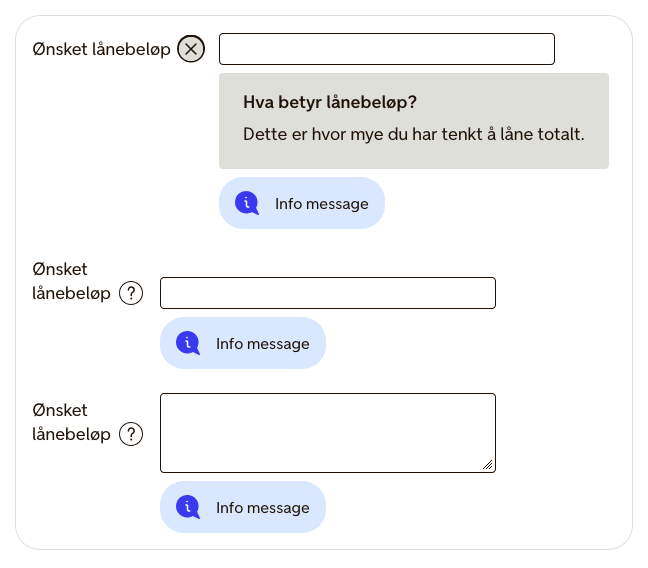 Ønsket lånebeløp
Hva betyr lånebeløp?
Dette er hvor mye du har tenkt å låne totalt.
Info message
Ønsket
lånebeløp ?
Info message
Ønsket
lånebeløp ?
Info message